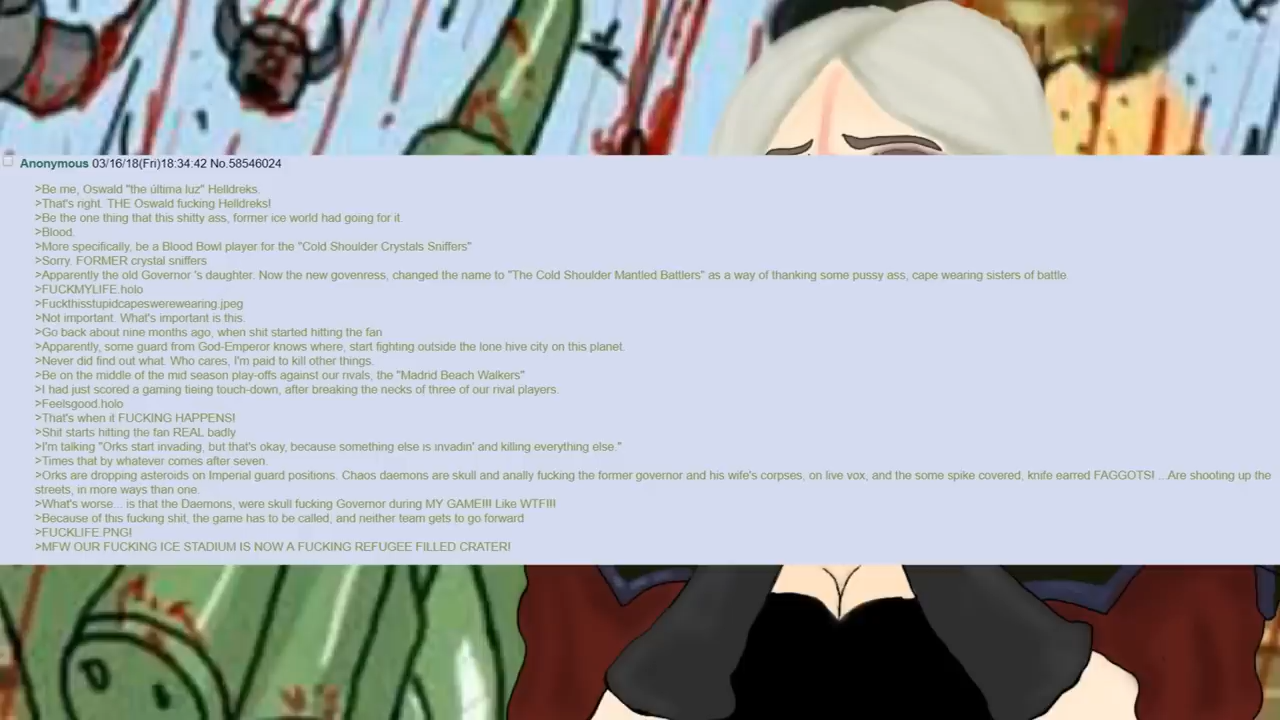 Anonymous 03/16/18(Fri)18:34:42 No.58546024
>Be me, Oswald "the última luz" Helldreks.
>That's right. THE Oswald fucking Helldreks!
>Be the one thing that this shitty ass, former ice world had going for it
>Blood.
>More specifically, be a Blood Bowl player for the "Cold Shoulder Crystals Sniffers"
>Sorry. FORMER crystal sniffers
>Apparently the old Governor 's daughter. Now the new govenress, changed the name to "The Cold Shoulder Mantled Battlers" as a way of thanking some pussy ass, cape wearing sisters of battle.
>FUCKMYLIFE.holo
>Fuckthisstupidcapeswerewearing.jpeg
>Not important. What's important is this.
>Go back about nine months ago, when shit started hitting the fan
>Apparently, some guard from God-Emperor knows where, start fighting outside the lone hive city on this planet.
>Never did find out what. Who cares, I'm paid to kill other things.
>Be on the middle of the mid season play-offs against our rivals, the "Madrid Beach Walkers"
>I had just scored a gaming tieing touch-down, after breaking the necks of three of our rival players.
>Feelsgood.holo
>That's when it FUCKING HAPPENS!
>Shit starts hitting the fan REAL badly
>I'm talking "Orks start invading, but that's okay, because something else is invadin' and killing everything else."
>Times that by whatever comes after seven.
>Orks are dropping asteroids on Imperial guard positions. Chaos daemons are skull and anally fucking the former governor and his wife's corpses, on live vox, and the some spike covered, knife earred FAGGOTS! ...Are shooting up the
streets, in more ways than one.
>What's worse... is that the Daemons, were skull fucking Governor during MY GAME!!! Like WTF!!!
>Because of this fucking shit, the game has to be called, and neither team gets to go forward
>FUCKLIFE.PNG!
>MFW OUR FUCKING ICE STADIUM IS NOW A FUCKING REFUGEE FILLED CRATER!